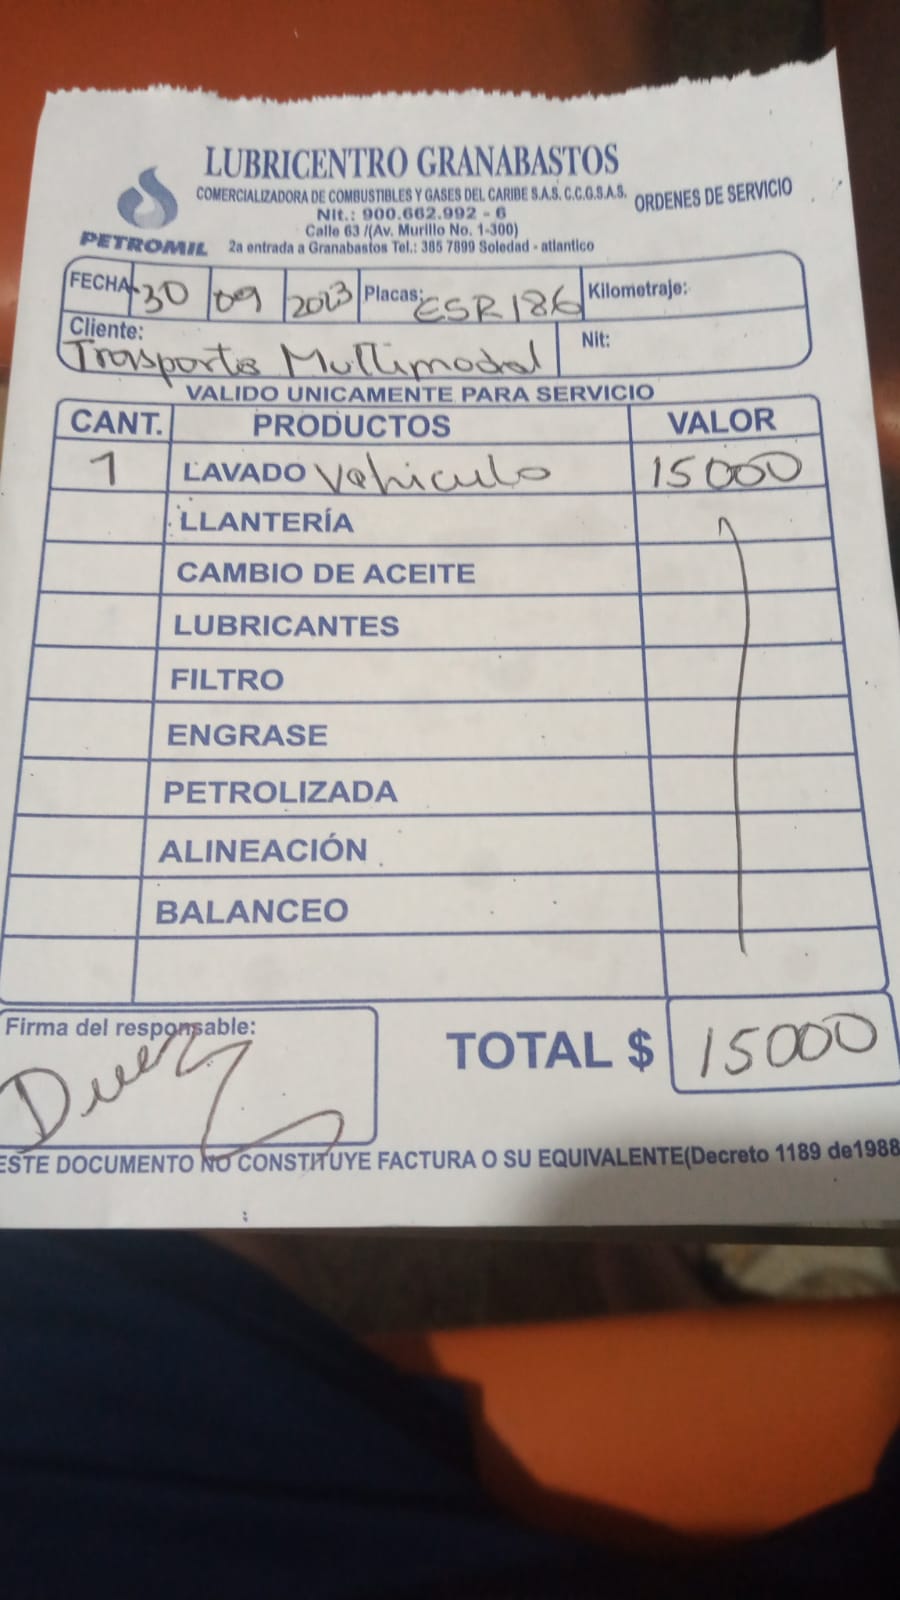 LUBRICENTRO GRANABASTOS
COMERCIALIZADORA DE COMBUSTIBLES Y GASES DEL CARIBE S.A.S. C.C.G.S.A.S.
ORDENES DE SERVICIO
Nit.: 900.662.992 - 6
Calle 63 /(Av. Murillo No. 1-300)
PETROMIL 2a entrada a Granabastos Tel.: 385 7899 Soledad - atlantico
FECHA 30 09 2023 Placas: ESR186 Kilometraje:
Cliente: Trasporte Multimodal Nit:
VALIDO UNICAMENTE PARA SERVICIO
CANT. PRODUCTOS VALOR
1 LAVADO Vehiculo 15000
LLANTERÍA
CAMBIO DE ACEITE
LUBRICANTES
FILTRO
ENGRASE
PETROLIZADA
ALINEACIÓN
BALANCEO
Firma del responsable:
TOTAL $ 15000
ESTE DOCUMENTO NO CONSTITUYE FACTURA O SU EQUIVALENTE(Decreto 1189 de1988